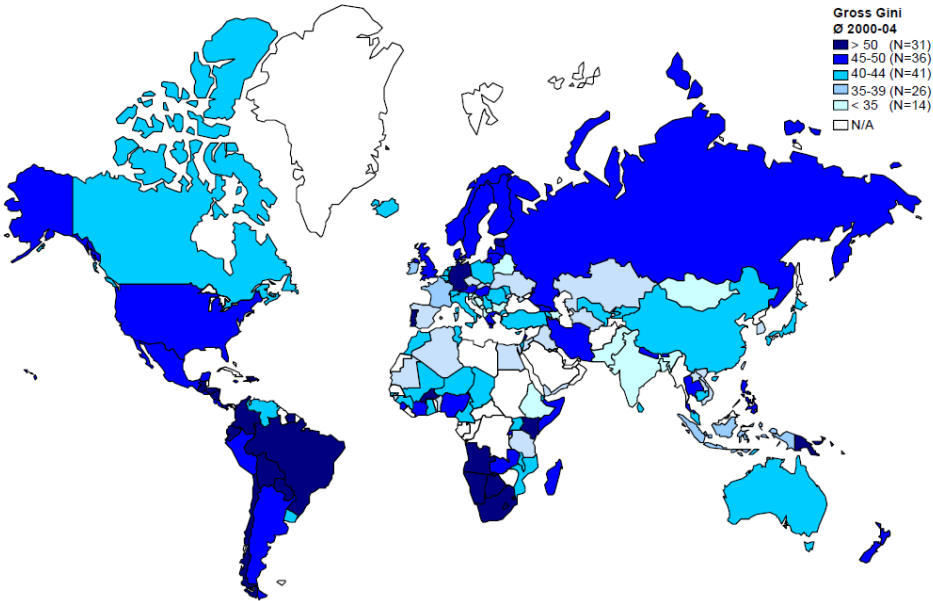 Gross Gini
Ø 2000-04
> 50 (N=31)
45-50 (N=36)
40-44 (N=41)
35-39 (N=26)
< 35 (N=14)
N/A